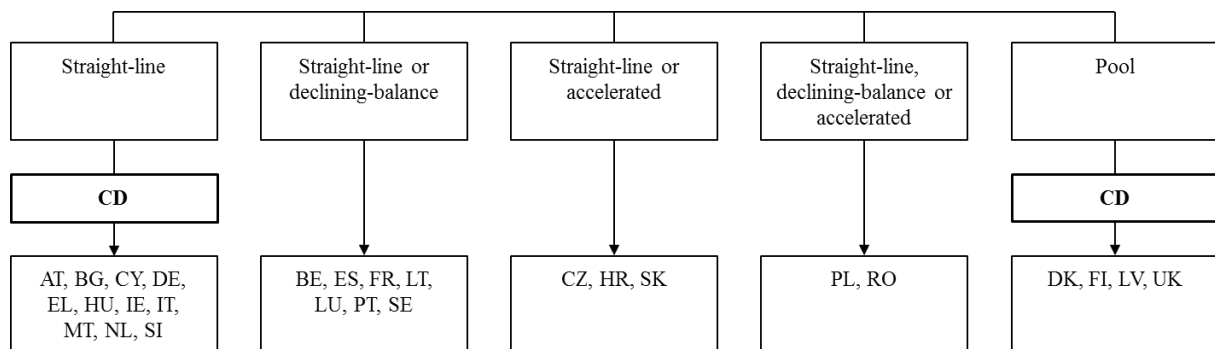 Straight-line
Straight-line or
declining-balance
Straight-line or
accelerated
Straight-line,
declining-balance or
accelerated
Pool
CD
CD
AT, BG, CY, DE,
EL, HU, IE, IT,
MT, NL, SI
BE, ES, FR, LT,
LU, PT, SE
CZ, HR, SK
PL, RO
DK, FI, LV, UK